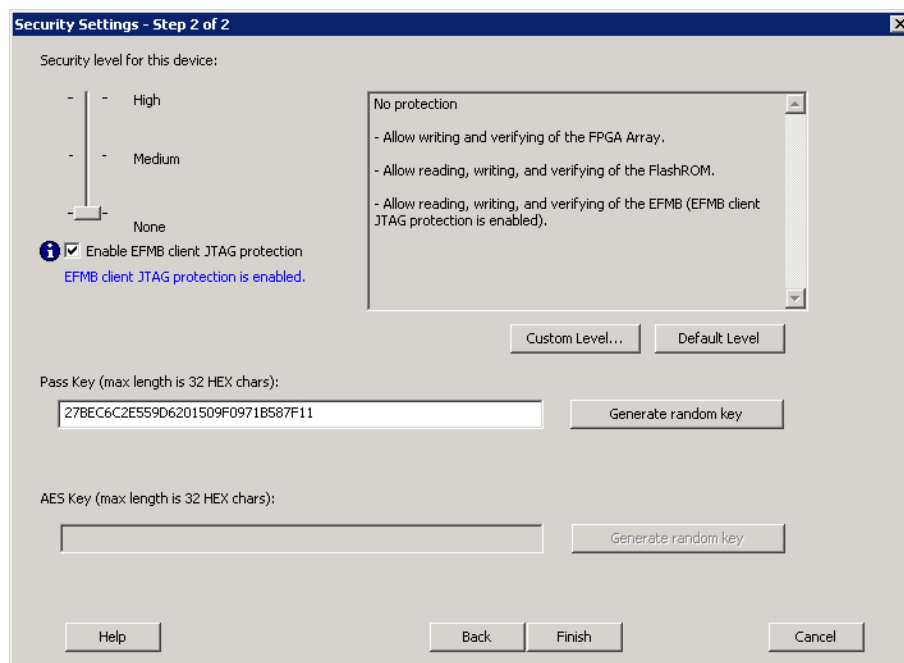 Security Settings - Step 2 of 2
Security level for this device:
High
Medium
None
Enable EFMB client JTAG protection
EFMB client JTAG protection is enabled.
No protection
- Allow writing and verifying of the FPGA Array.
- Allow reading, writing, and verifying of the FlashROM.
- Allow reading, writing, and verifying of the EFMB (EFMB client
JTAG protection is enabled).
Custom Level...
Default Level
Pass Key (max length is 32 HEX chars):
27BEC6C2E559D6201509F0971B587F11
Generate random key
AES Key (max length is 32 HEX chars):
Generate random key
Help
Back
Finish
Cancel